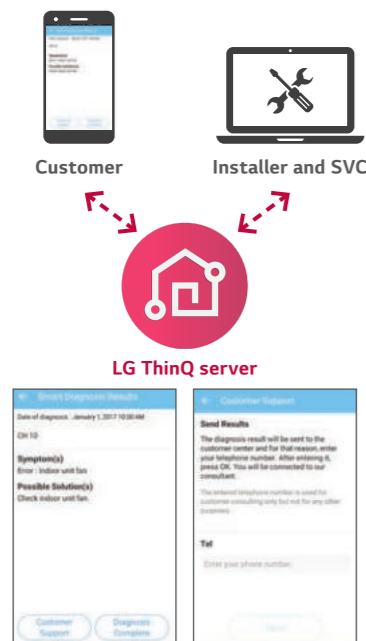 Customer
Installer and SVC
LG ThinQ server
Smart Diagnosis Results
Date of diagnosis : January 1, 2017 10:00 AM
CH 10
Symptom(s)
Error : Indoor unit fan
Possible Solution(s)
Check indoor unit fan
Customer
Support
Diagnosis
Complete
Customer Support
Send Results
The diagnosis result will be sent to the
customer center and for that reason, enter
your telephone number. After entering it,
press OK. You will be connected to our
consultant.
The entered telephone number is used for
customer consulting only but not for any other
purposes.
Tel
Enter your phone number.